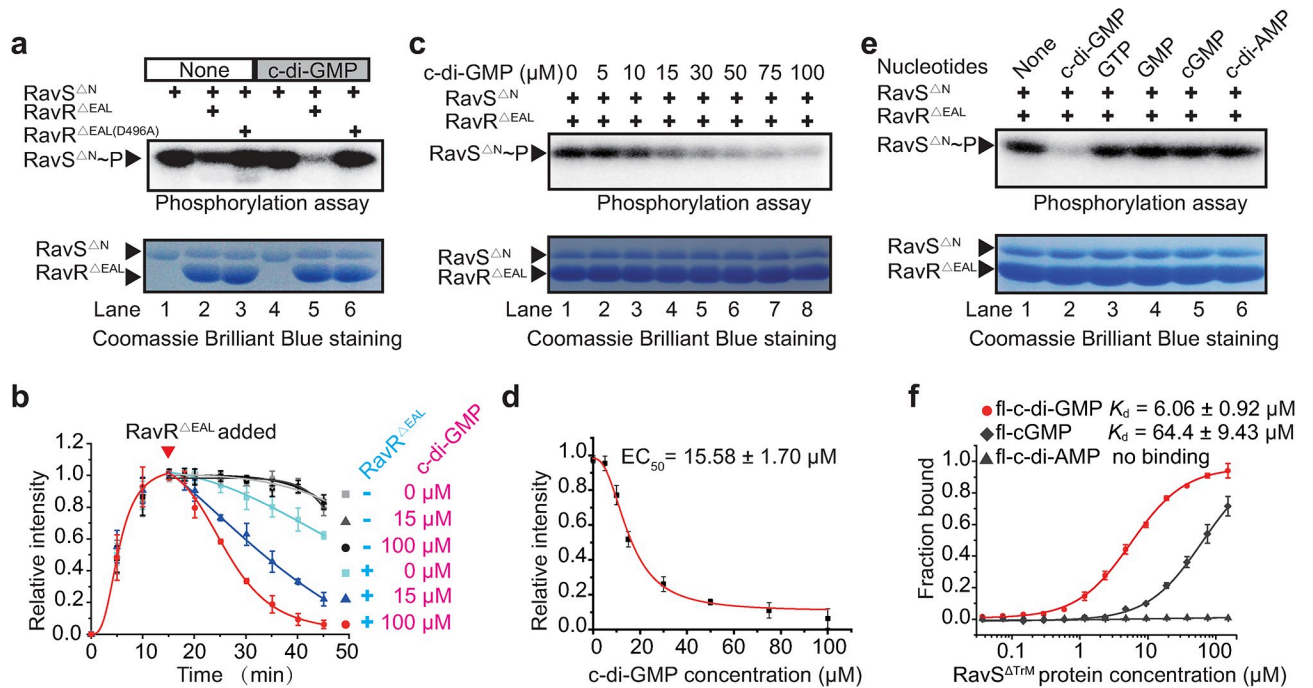 a
None c-di-GMP
RavS△N + + + + + +
RavR△EAL + +
RavR△EAL(D496A) + +
RavS△N~P
Phosphorylation assay
RavS△N
RavR△EAL
Lane 1 2 3 4 5 6
Coomassie Brilliant Blue staining
c
c-di-GMP (µM) 0 5 10 15 30 50 75 100
RavS△N + + + + + + + +
RavR△EAL + + + + + + + +
RavS△N~P
Phosphorylation assay
RavS△N
RavR△EAL
Lane 1 2 3 4 5 6 7 8
Coomassie Brilliant Blue staining
e
Nucleotides None c-di-GMP GTP GMP cGMP c-di-AMP
RavS△N + + + + + +
RavR△EAL + + + + + +
RavS△N~P
Phosphorylation assay
RavS△N
RavR△EAL
Lane 1 2 3 4 5 6
Coomassie Brilliant Blue staining
b
RavR△EAL added
RavR△EAL c-di-GMP
- 0 µM
- 15 µM
- 100 µM
+ 0 µM
+ 15 µM
+ 100 µM
Relative intensity
1.2
1.0
0.8
0.6
0.4
0.2
0.0
0 10 20 30 40 50
Time （min）
d
EC50= 15.58 ± 1.70 µM
Relative intensity
1.0
0.8
0.6
0.4
0.2
0.0
0 20 40 60 80 100
c-di-GMP concentration (µM)
f
fl-c-di-GMP Kd = 6.06 ± 0.92 µM
fl-cGMP Kd = 64.4 ± 9.43 µM
fl-c-di-AMP no binding
Fraction bound
1.0
0.8
0.6
0.4
0.2
0.0
0.1 1 10 100
RavSΔTrM protein concentration (µM)